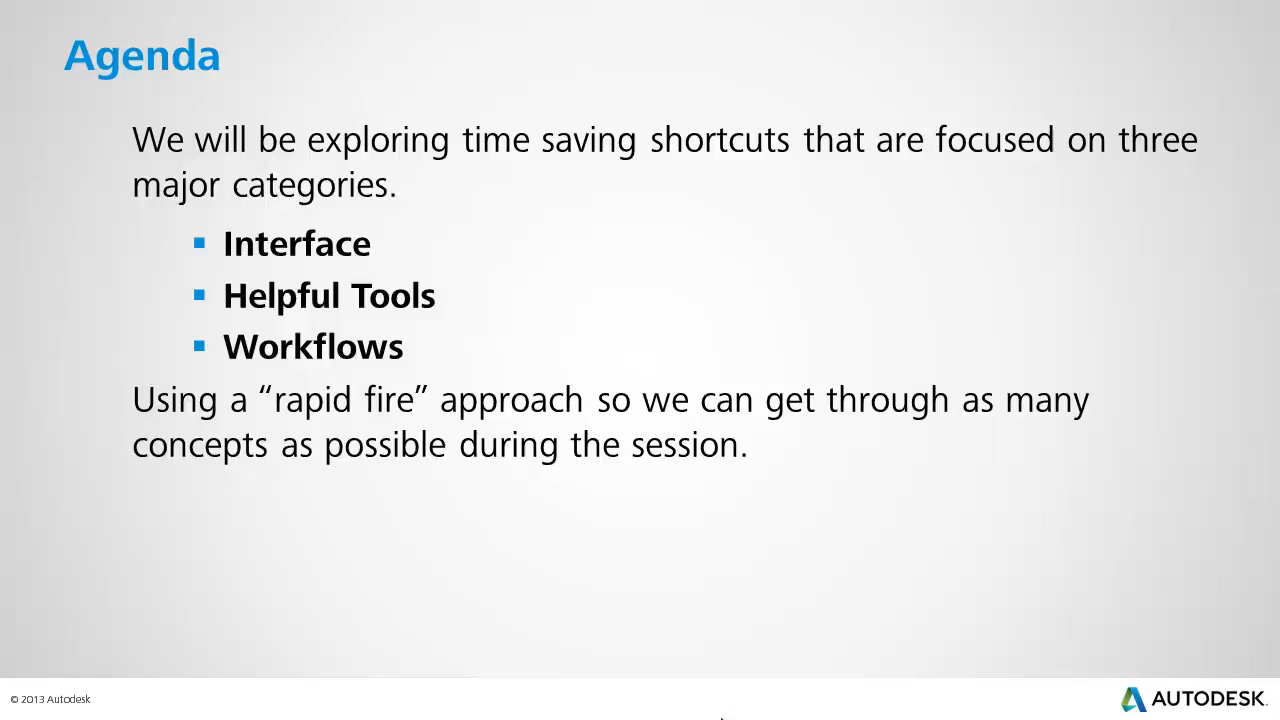 Agenda
We will be exploring time saving shortcuts that are focused on three
major categories.
▪ Interface
▪ Helpful Tools
▪ Workflows
Using a “rapid fire” approach so we can get through as many
concepts as possible during the session.
© 2013 Autodesk
AUTODESK.